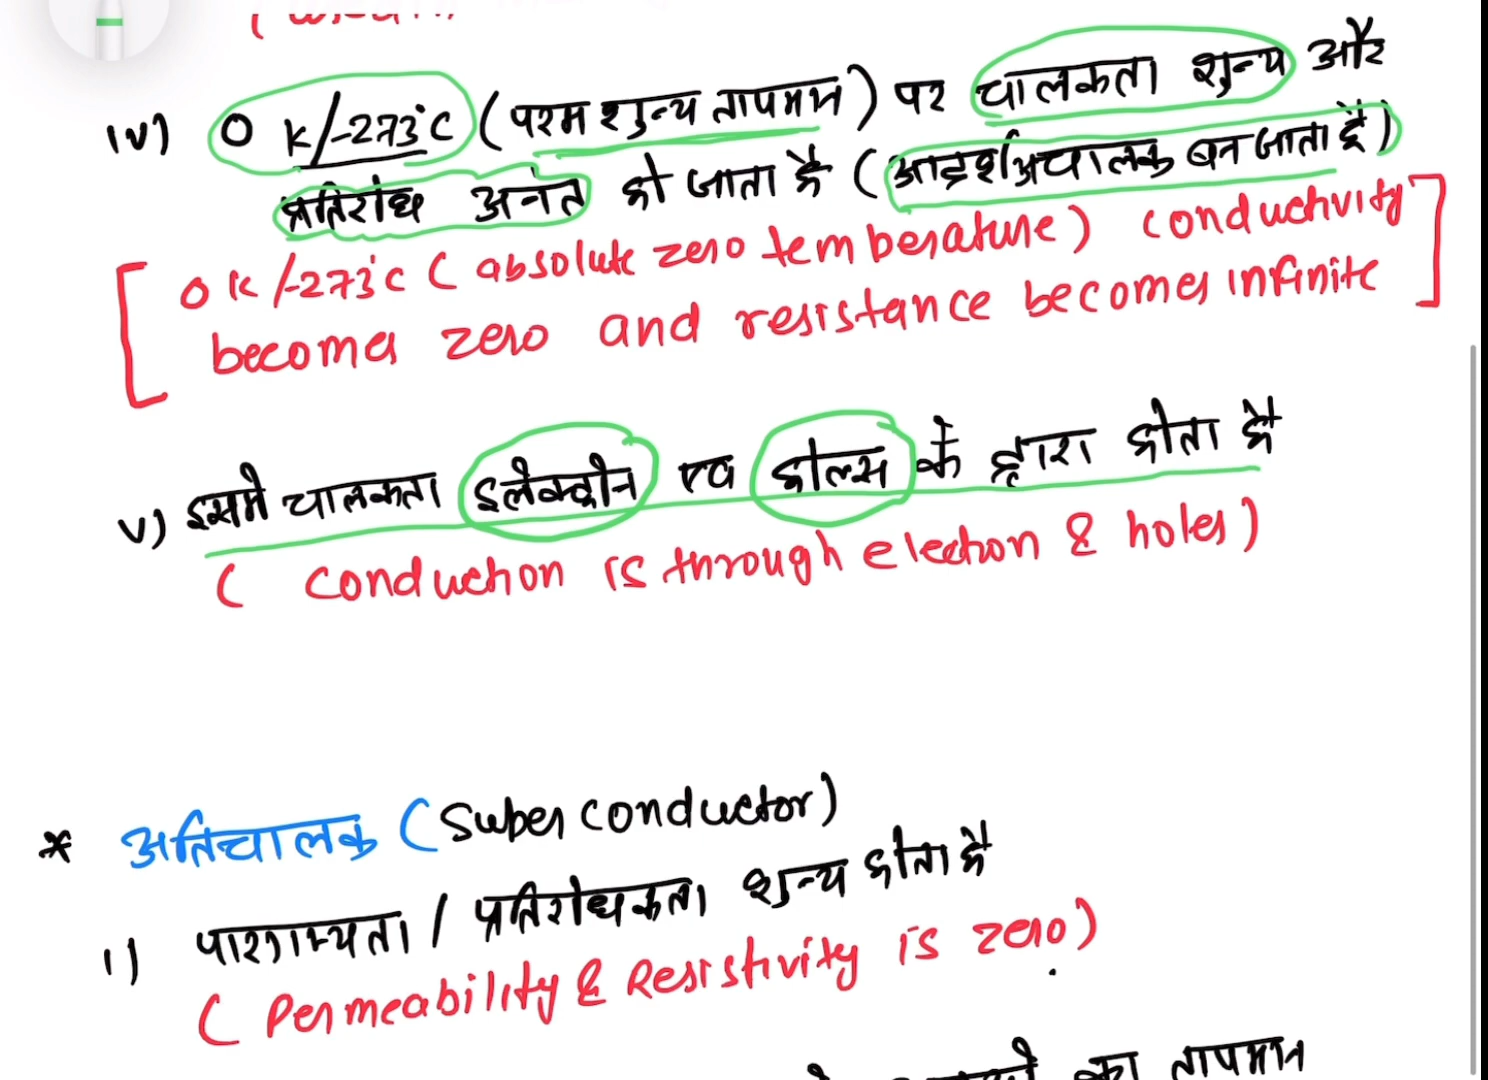 iv) 0 K/-273°C (परम शुन्य तापमान) पर चालकता शुन्य और
प्रतिरोध अनंत हो जाता है (आदर्श अचालक बन जाता है)
[ 0 K/-273°C ( absolute zero temperature) conductivity
becomes zero and resistance becomes infinite ]
v) इसमे चालकता इलेक्ट्रोन एवं होल्स के द्वारा होता है
( Conduction is through electron & holes)
* अतिचालक (Super conductor)
i) पारगम्यता / प्रतिरोधकता शुन्य होता है
( Permeability & Resistivity is zero)
का तापमान